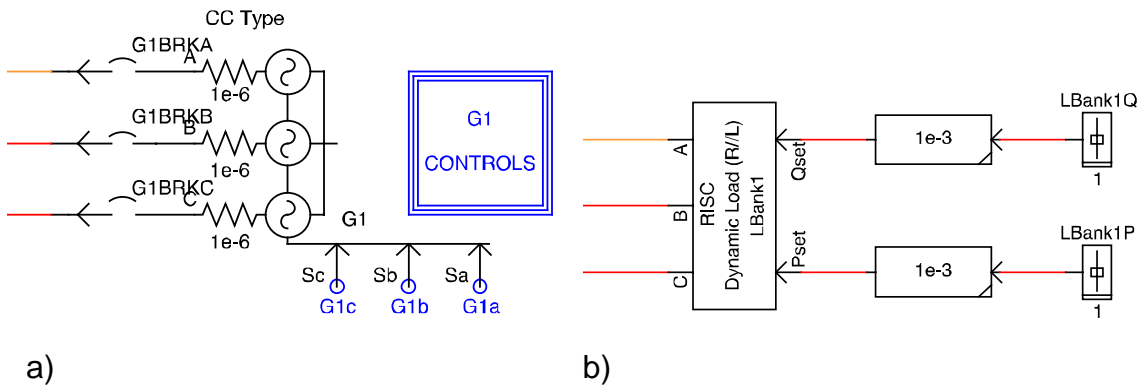 CC Type
G1BRKA
A
1e-6
G1BRKB
B
1e-6
G1BRKC
C
1e-6
G1
Sc
Sb
Sa
G1c
G1b
G1a
G1
CONTROLS
a)
A
B
C
RISC
Dynamic Load (R//L)
LBank1
Qset
Pset
1e-3
LBank1Q
1
1e-3
LBank1P
1
b)